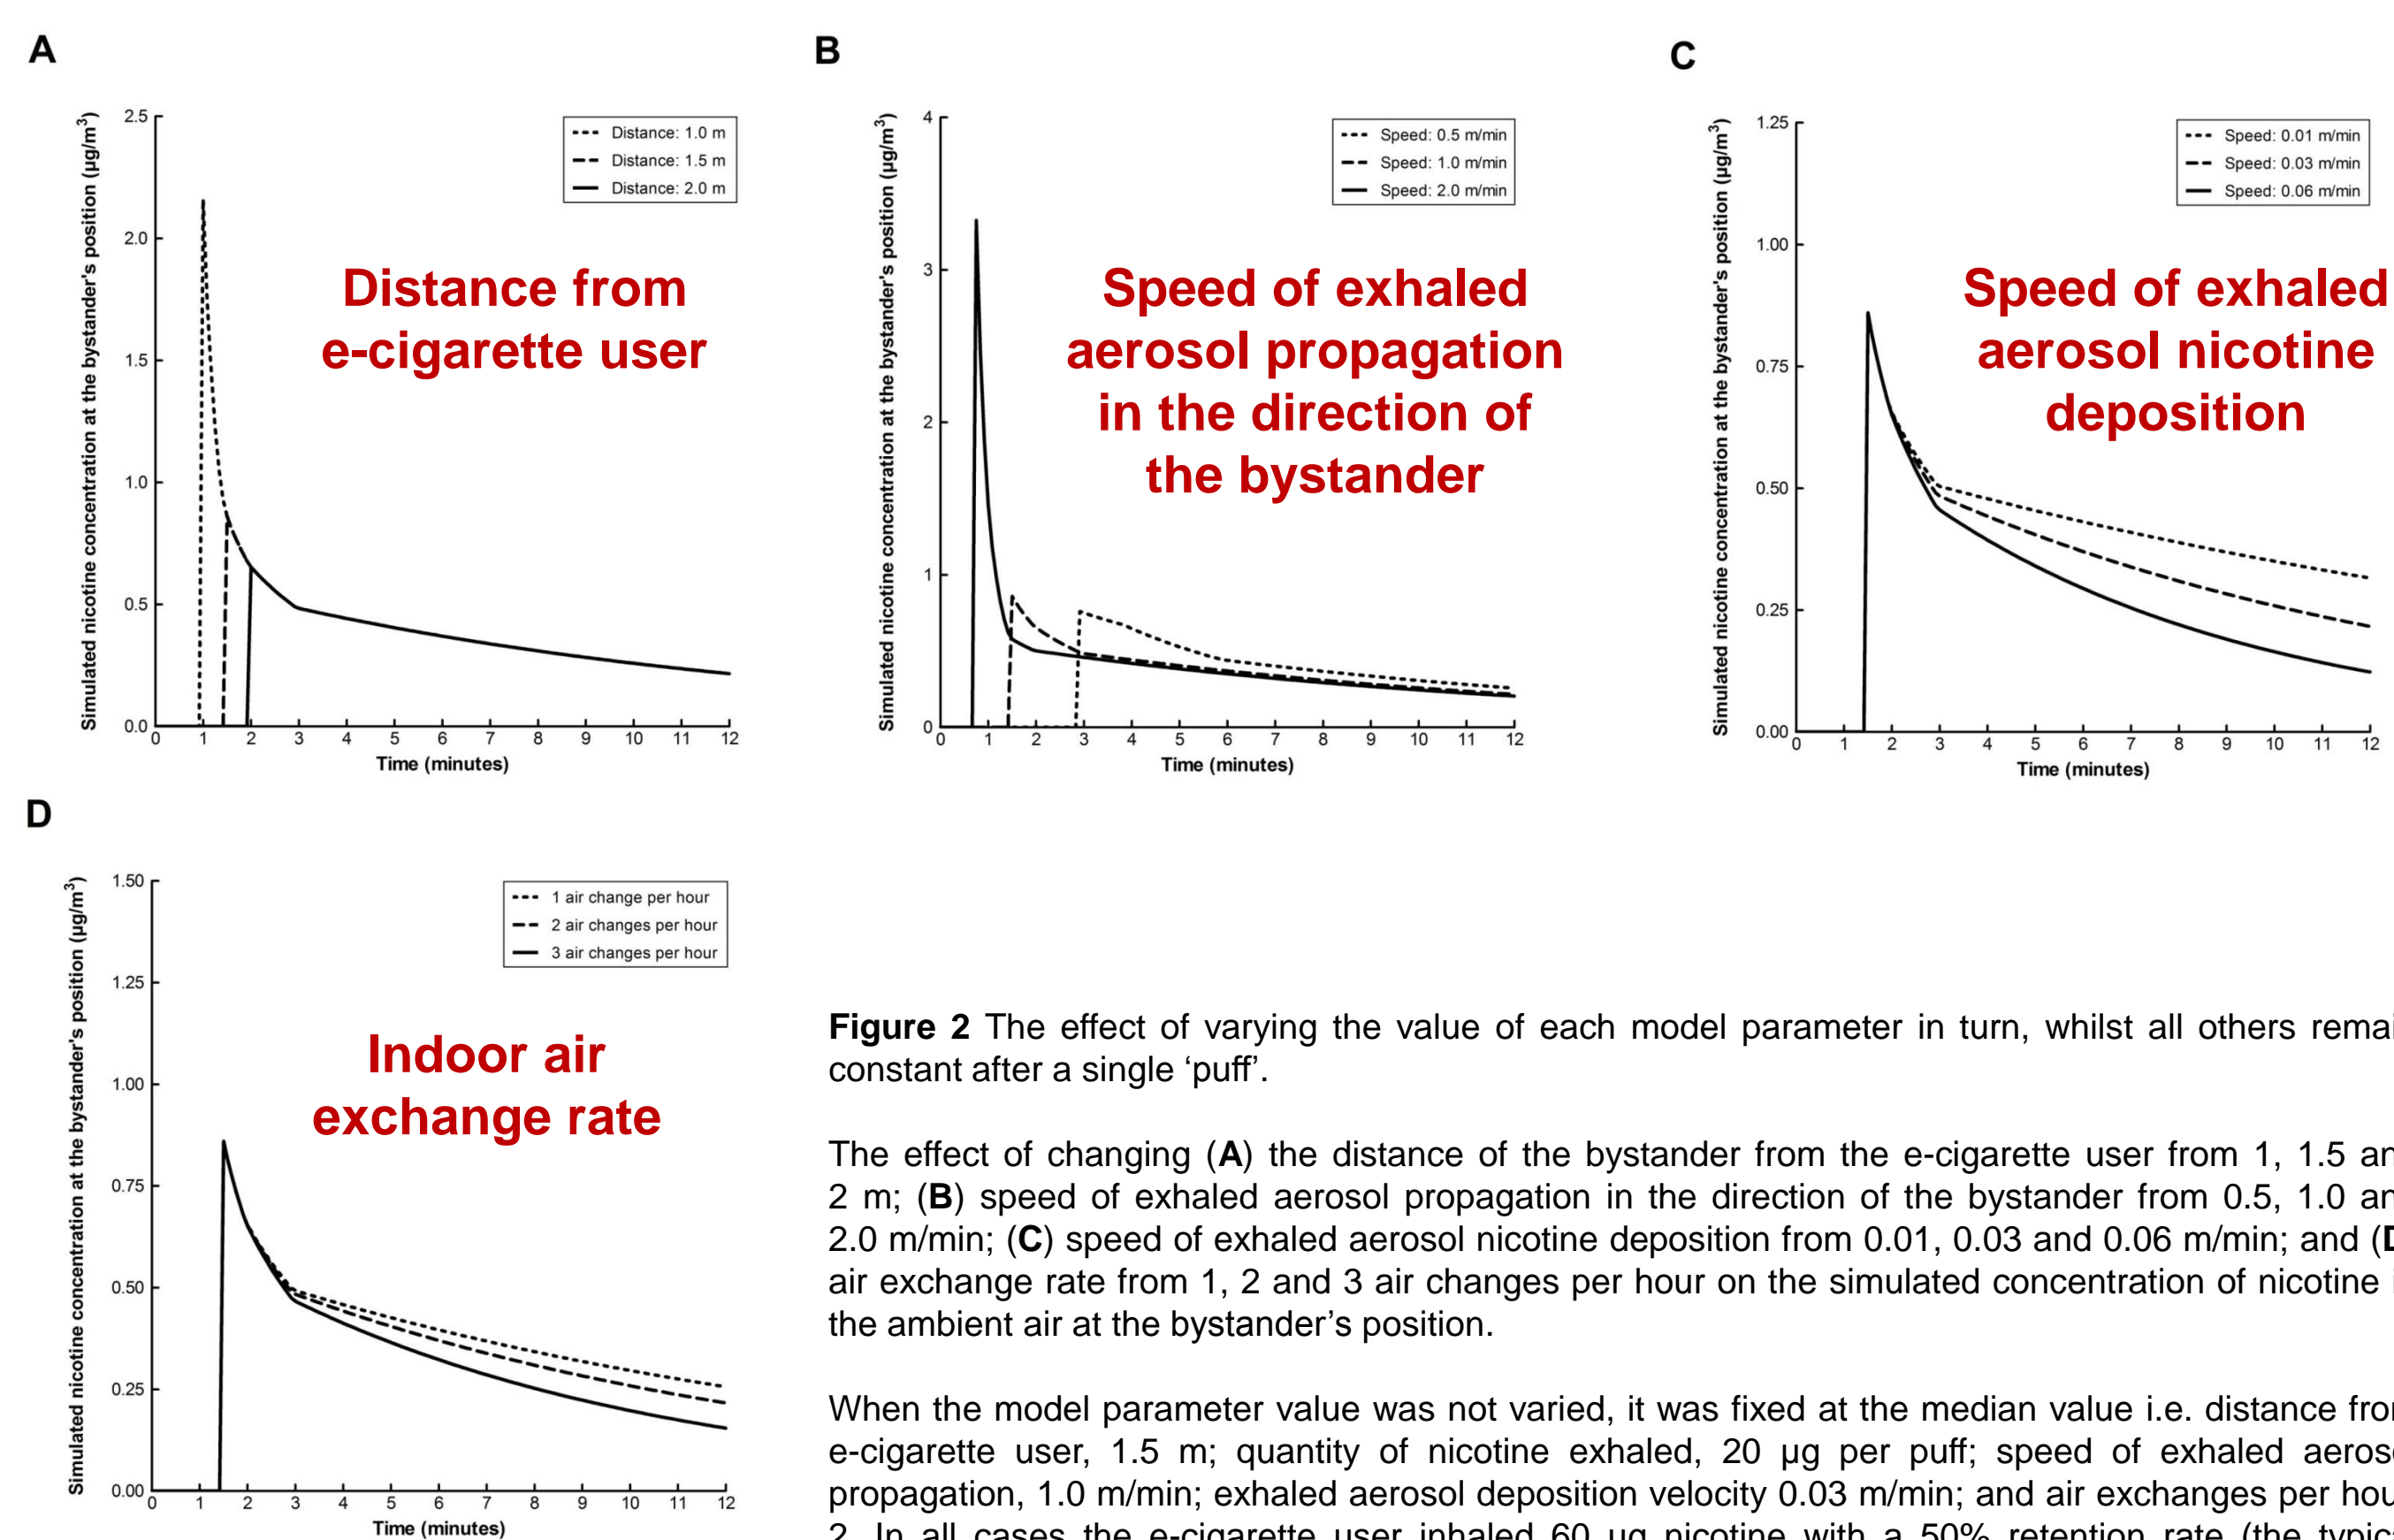 A
Simulated nicotine concentration at the bystander's position (µg/m³)
2.5
2.0
1.5
1.0
0.5
0.0
0 1 2 3 4 5 6 7 8 9 10 11 12
Time (minutes)
Distance: 1.0 m
Distance: 1.5 m
Distance: 2.0 m
Distance from
e-cigarette user
B
Simulated nicotine concentration at the bystander's position (µg/m³)
4
3
2
1
0
0 1 2 3 4 5 6 7 8 9 10 11 12
Time (minutes)
Speed: 0.5 m/min
Speed: 1.0 m/min
Speed: 2.0 m/min
Speed of exhaled
aerosol propagation
in the direction of
the bystander
C
Simulated nicotine concentration at the bystander's position (µg/m³)
1.25
1.00
0.75
0.50
0.25
0.00
0 1 2 3 4 5 6 7 8 9 10 11 12
Time (minutes)
Speed: 0.01 m/min
Speed: 0.03 m/min
Speed: 0.06 m/min
Speed of exhaled
aerosol nicotine
deposition
D
Simulated nicotine concentration at the bystander's position (µg/m³)
1.50
1.25
1.00
0.75
0.50
0.25
0.00
0 1 2 3 4 5 6 7 8 9 10 11 12
Time (minutes)
1 air change per hour
2 air changes per hour
3 air changes per hour
Indoor air
exchange rate
Figure 2 The effect of varying the value of each model parameter in turn, whilst all others remai
constant after a single ‘puff’.
The effect of changing (A) the distance of the bystander from the e-cigarette user from 1, 1.5 an
2 m; (B) speed of exhaled aerosol propagation in the direction of the bystander from 0.5, 1.0 an
2.0 m/min; (C) speed of exhaled aerosol nicotine deposition from 0.01, 0.03 and 0.06 m/min; and (D
air exchange rate from 1, 2 and 3 air changes per hour on the simulated concentration of nicotine i
the ambient air at the bystander’s position.
When the model parameter value was not varied, it was fixed at the median value i.e. distance fro
e-cigarette user, 1.5 m; quantity of nicotine exhaled, 20 µg per puff; speed of exhaled aeroso
propagation, 1.0 m/min; exhaled aerosol deposition velocity 0.03 m/min; and air exchanges per hou
2. In all cases the e-cigarette user inhaled 60 µg nicotine with a 50% retention rate (the typica